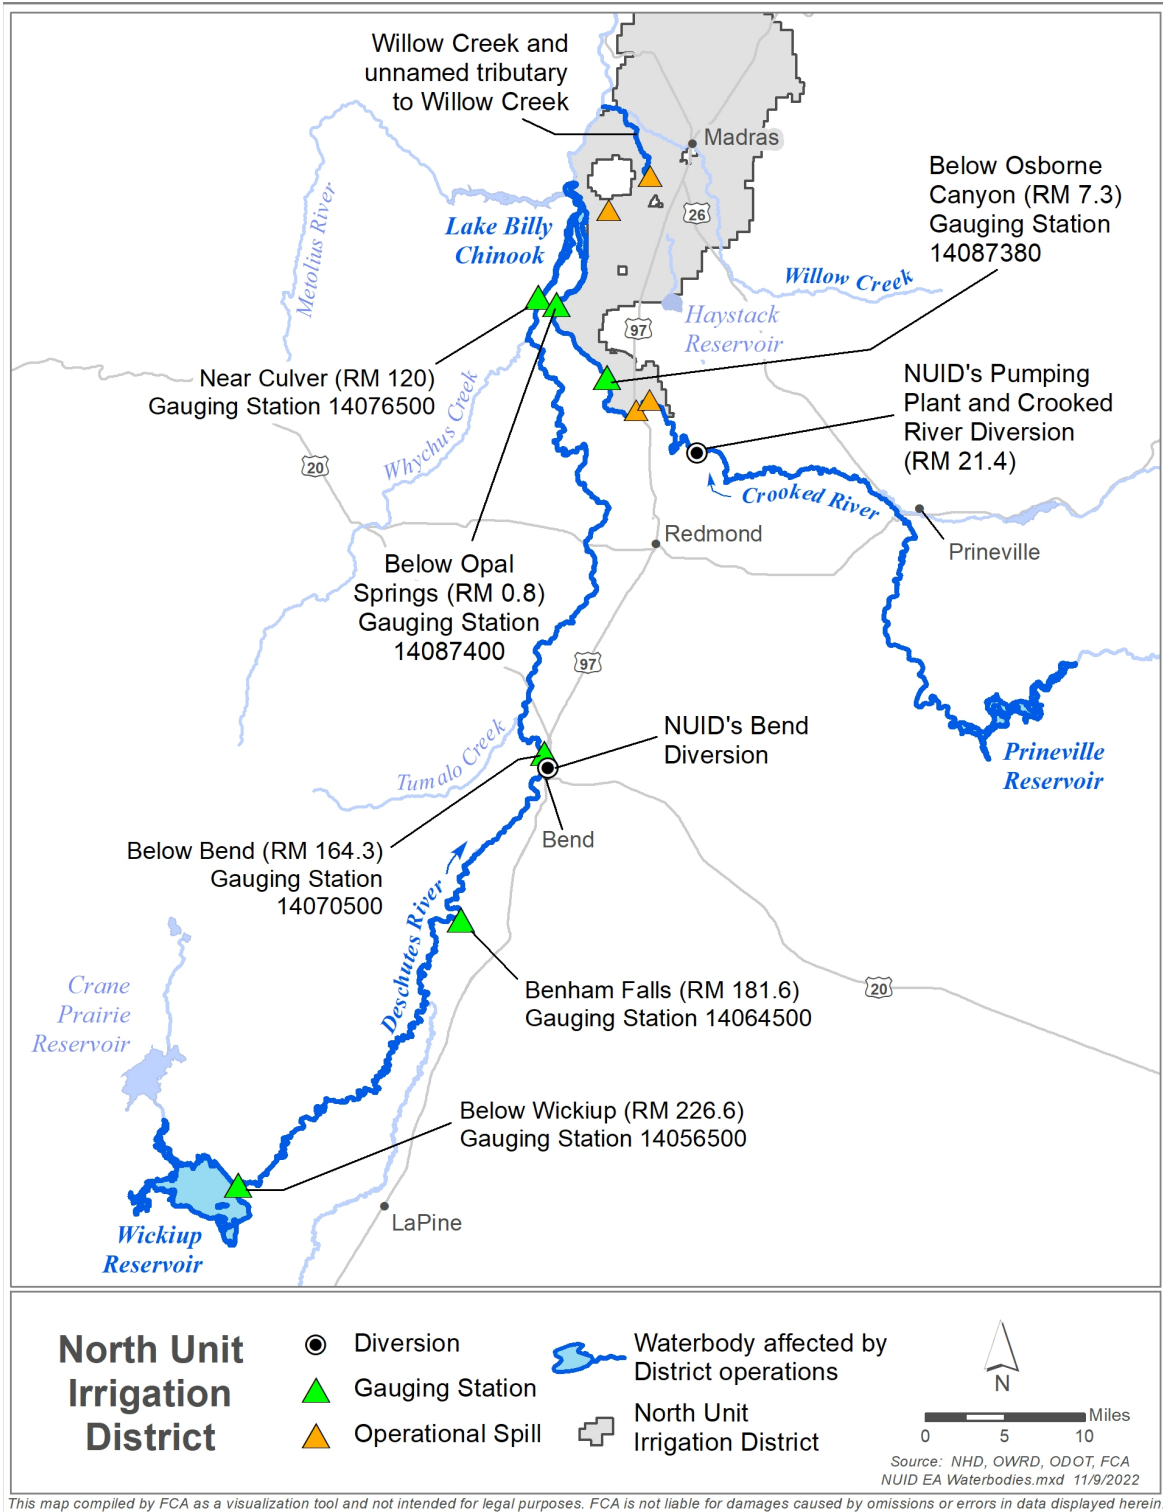 Willow Creek and
unnamed tributary
to Willow Creek
Madras
Below Osborne
Canyon (RM 7.3)
Gauging Station
14087380
Metolius River
Lake Billy
Chinook
26
Willow Creek
Haystack
Reservoir
97
Near Culver (RM 120)
Gauging Station 14076500
NUID's Pumping
Plant and Crooked
River Diversion
(RM 21.4)
Whychus Creek
20
Crooked River
Redmond
Prineville
Below Opal
Springs (RM 0.8)
Gauging Station
14087400
97
NUID's Bend
Diversion
Prineville
Reservoir
Tumalo Creek
Bend
Below Bend (RM 164.3)
Gauging Station
14070500
Deschutes River
Crane
Prairie
Reservoir
Benham Falls (RM 181.6)
Gauging Station 14064500
20
Below Wickiup (RM 226.6)
Gauging Station 14056500
LaPine
Wickiup
Reservoir
North Unit
Irrigation
District
Diversion
Gauging Station
Operational Spill
Waterbody affected by
District operations
North Unit
Irrigation District
N
Miles
0 5 10
Source: NHD, OWRD, ODOT, FCA
NUID EA Waterbodies.mxd 11/9/2022
This map compiled by FCA as a visualization tool and not intended for legal purposes. FCA is not liable for damages caused by omissions or errors in data displayed herein.